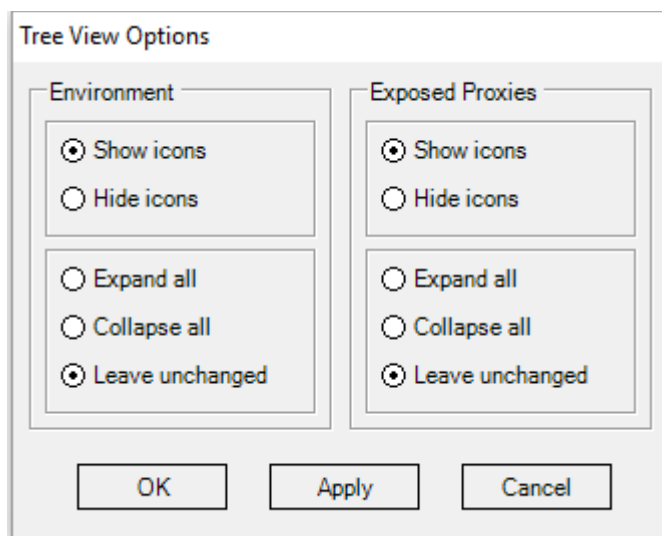 Tree View Options
Environment
Show icons
Hide icons
Expand all
Collapse all
Leave unchanged
Exposed Proxies
Show icons
Hide icons
Expand all
Collapse all
Leave unchanged
OK
Apply
Cancel